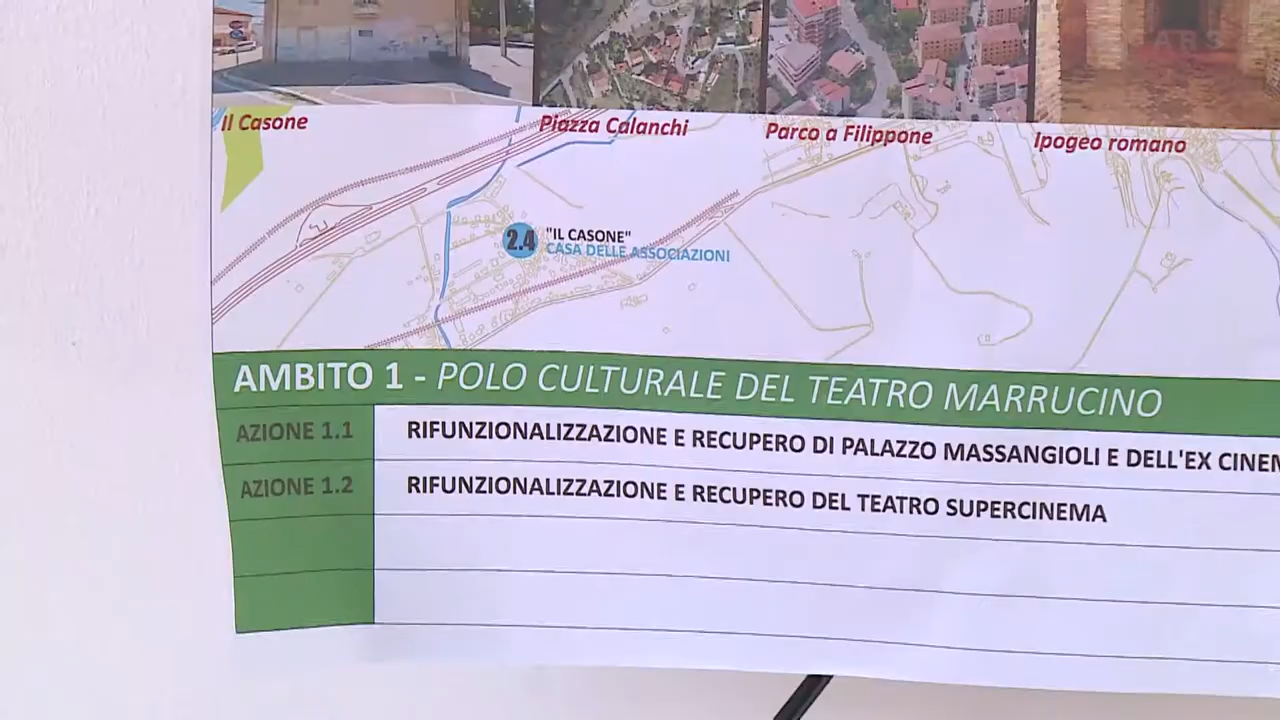 Il Casone
Piazza Calanchi
Parco a Filippone
Ipogeo romano
2.4
"IL CASONE"
CASA DELLE ASSOCIAZIONI
AMBITO 1 - POLO CULTURALE DEL TEATRO MARRUCINO
AZIONE 1.1
RIFUNZIONALIZZAZIONE E RECUPERO DI PALAZZO MASSANGIOLI E DELL'EX
AZIONE 1.2
RIFUNZIONALIZZAZIONE E RECUPERO DEL TEATRO SUPERCINEMA